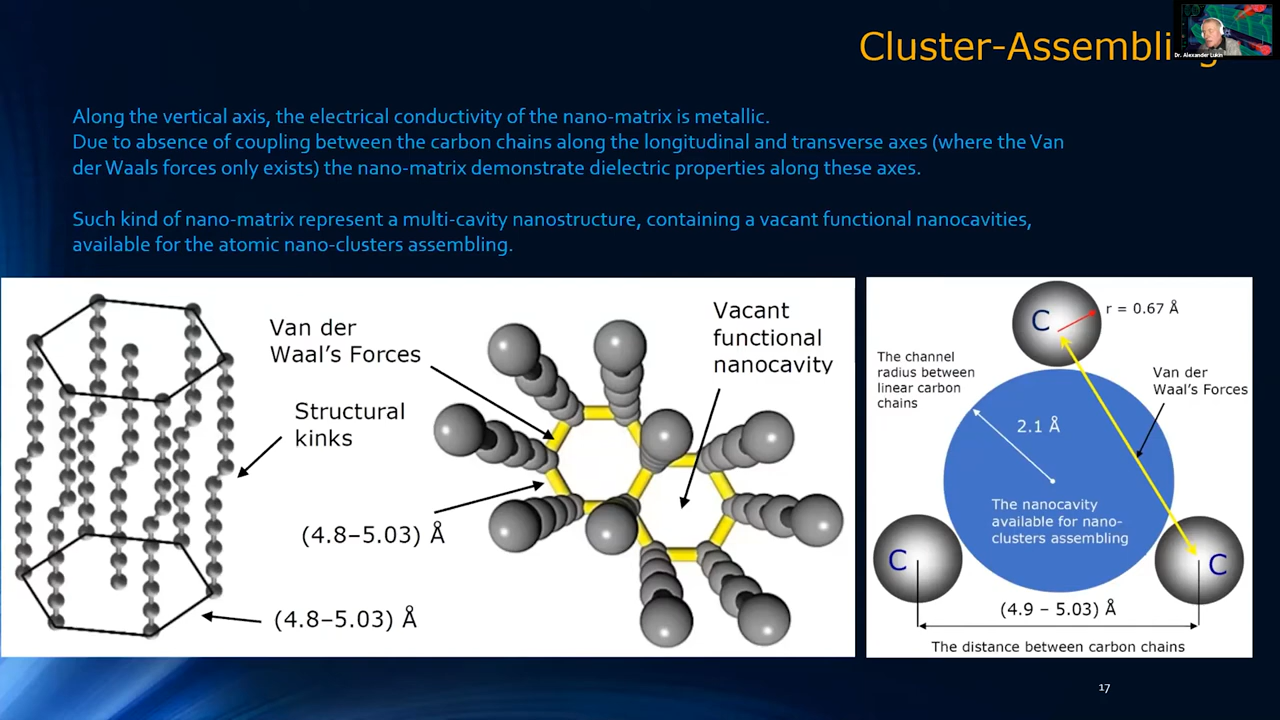 Cluster-Assembling
Dr. Alexander Lukin
Along the vertical axis, the electrical conductivity of the nano-matrix is metallic.
Due to absence of coupling between the carbon chains along the longitudinal and transverse axes (where the Van
der Waals forces only exists) the nano-matrix demonstrate dielectric properties along these axes.
Such kind of nano-matrix represent a multi-cavity nanostructure, containing a vacant functional nanocavities,
available for the atomic nano-clusters assembling.
Van der
Waal's Forces
Structural
kinks
(4.8–5.03) Å
(4.8–5.03) Å
Vacant
functional
nanocavity
C
r = 0.67 Å
The channel
radius between
linear carbon
chains
Van der
Waal's Forces
2.1 Å
The nanocavity
available for nano-
clusters assembling
C
C
(4.9 – 5.03) Å
The distance between carbon chains
17